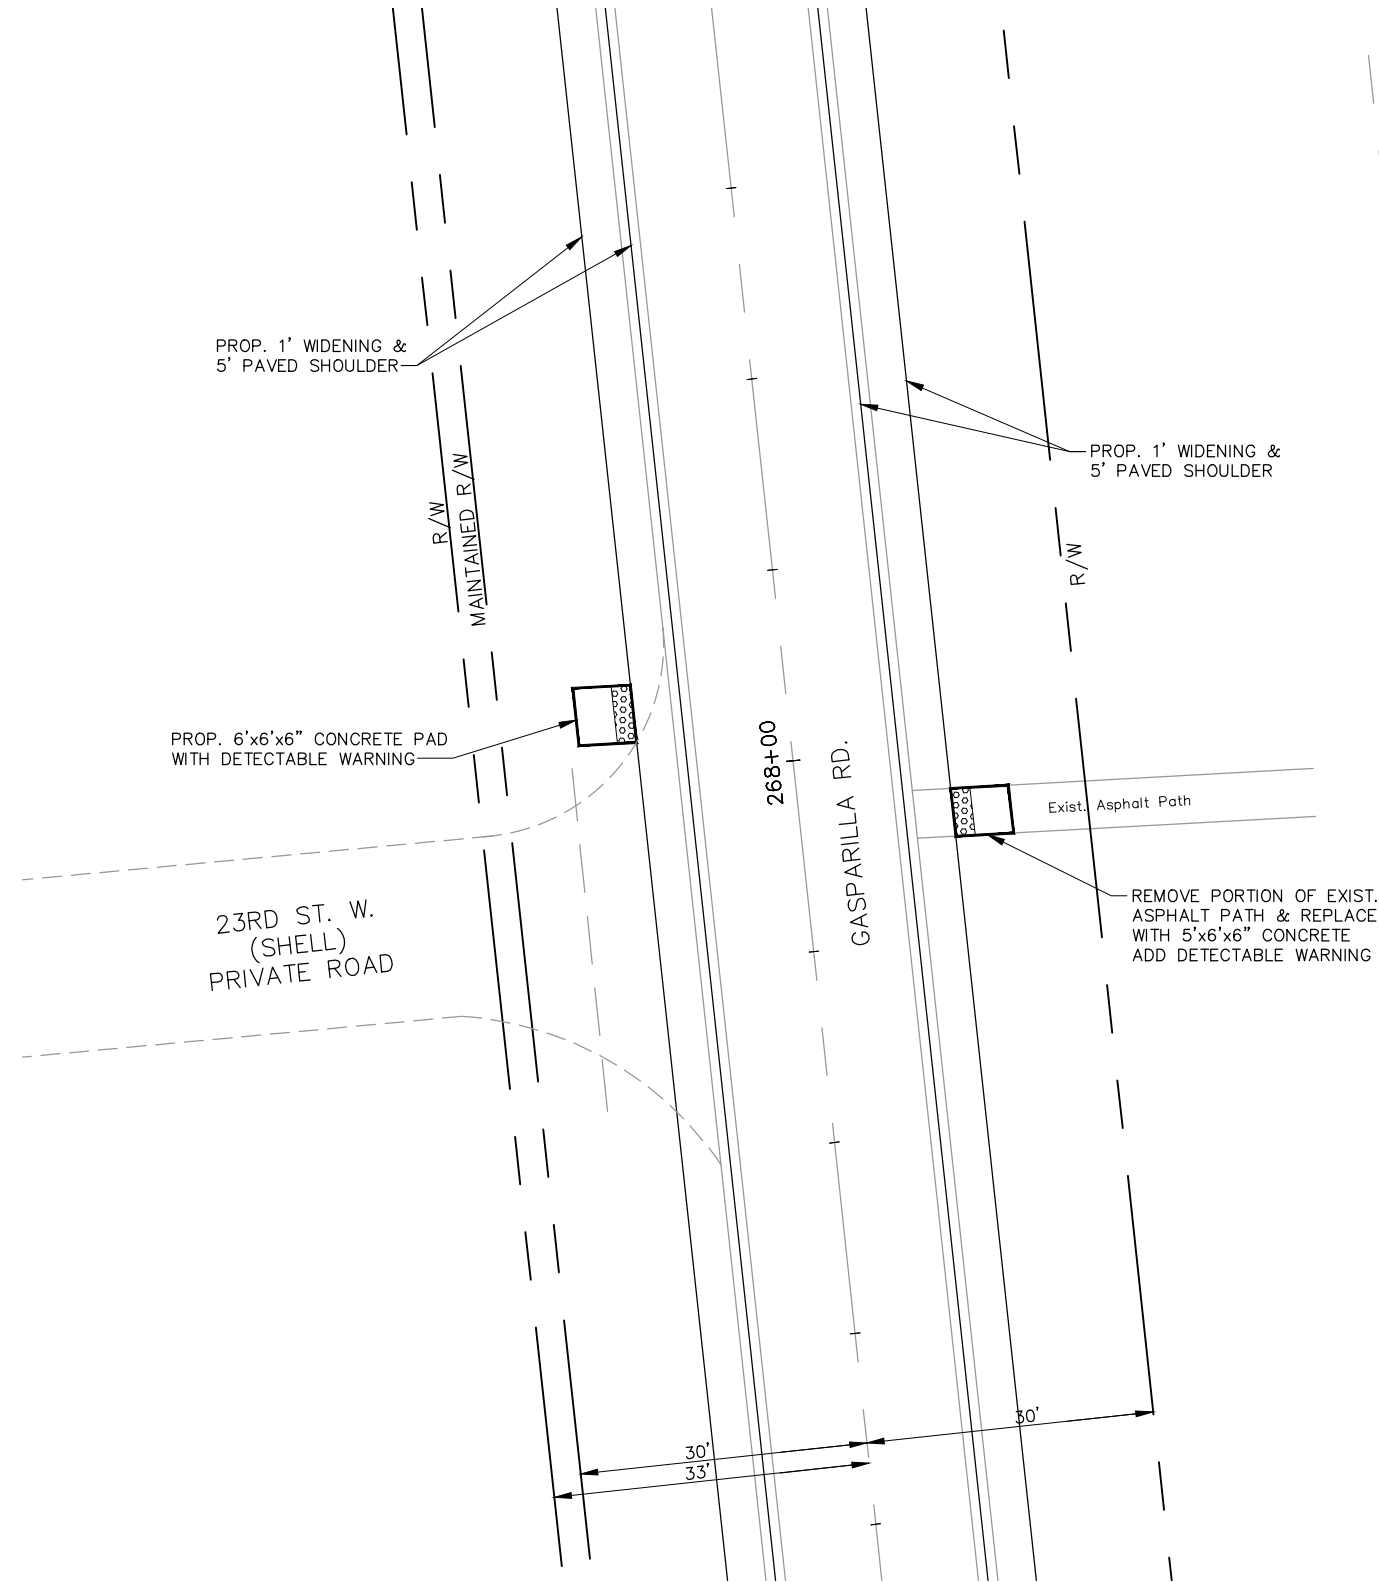 PROP. 1' WIDENING &
5' PAVED SHOULDER
PROP. 1' WIDENING &
5' PAVED SHOULDER
R/W
MAINTAINED R/W
R/W
PROP. 6'x6'x6" CONCRETE PAD
WITH DETECTABLE WARNING
268+00
GASPARILLA RD.
Exist. Asphalt Path
REMOVE PORTION OF EXIST.
ASPHALT PATH & REPLACE
WITH 5'x6'x6" CONCRETE
ADD DETECTABLE WARNING
23RD ST. W.
(SHELL)
PRIVATE ROAD
30'
30'
33'